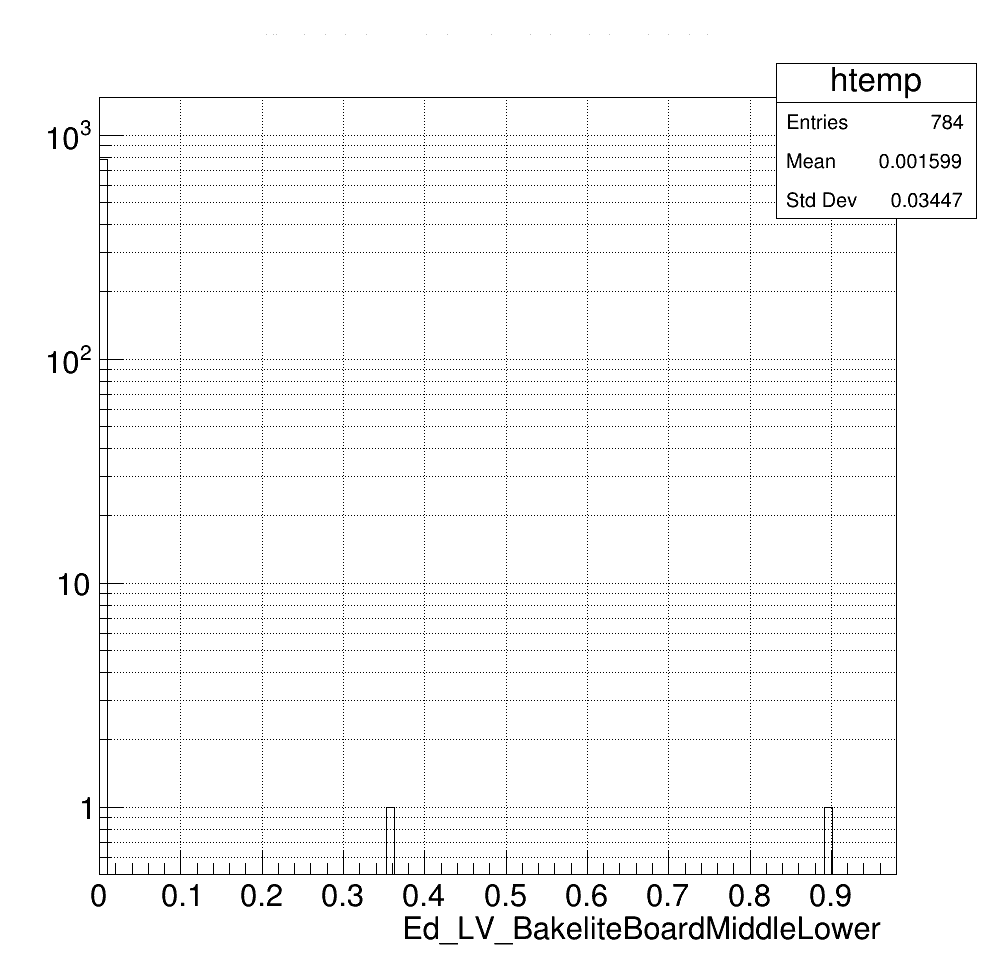 htemp
Entries 784
Mean 0.001599
Std Dev 0.03447
10³
10²
10
1
0 0.1 0.2 0.3 0.4 0.5 0.6 0.7 0.8 0.9
Ed_LV_BakeliteBoardMiddleLower